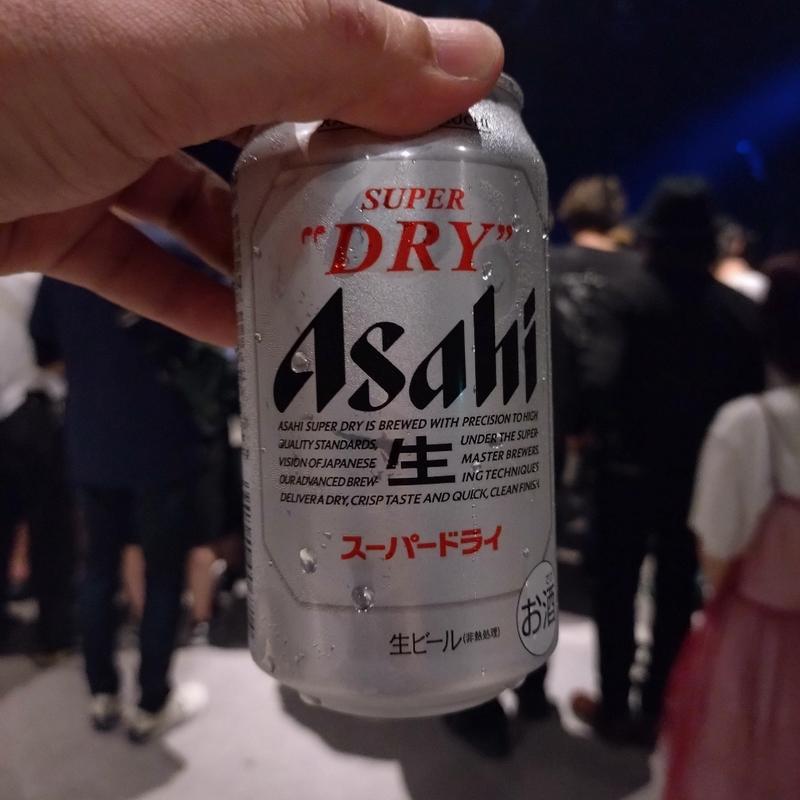 SUPER
"DRY"
Asahi
ASAHI SUPER DRY IS BREWED WITH PRECISION TO HIGH
QUALITY STANDARDS, UNDER THE SUPER-
VISION OF JAPANESE 生 MASTER BREWERS.
OUR ADVANCED BREW- ING TECHNIQUES
DELIVER A DRY, CRISP TASTE AND QUICK, CLEAN FINISH.
スーパードライ
お酒
生ビール(非熱処理)